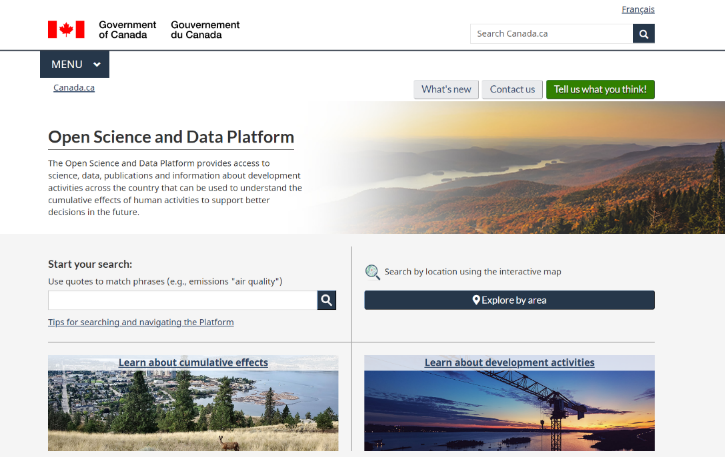 Français
Government of Canada
Gouvernement du Canada
Search Canada.ca
MENU
Canada.ca
What's new
Contact us
Tell us what you think!
Open Science and Data Platform
The Open Science and Data Platform provides access to
science, data, publications and information about development
activities across the country that can be used to understand the
cumulative effects of human activities to support better
decisions in the future.
Start your search:
Use quotes to match phrases (e.g., emissions "air quality")
Tips for searching and navigating the Platform
Search by location using the interactive map
Explore by area
Learn about cumulative effects
Learn about development activities